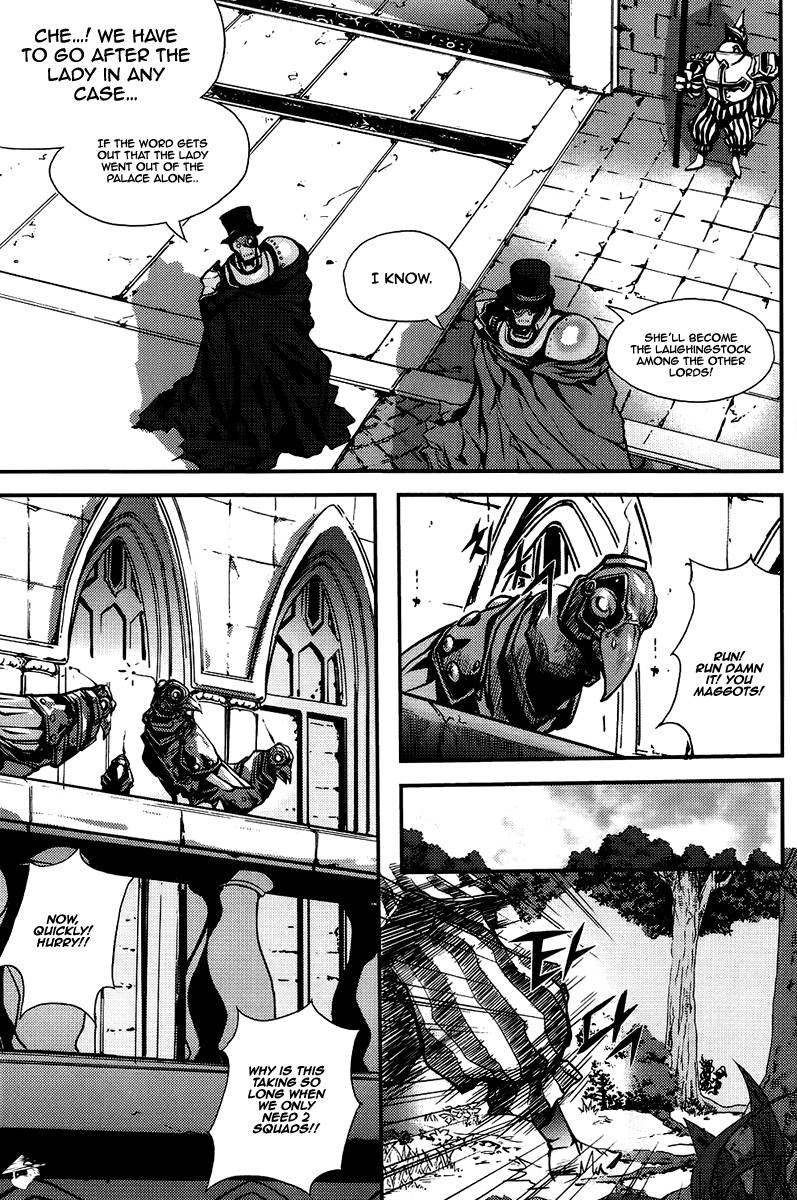 CHE...! WE HAVE
TO GO AFTER THE
LADY IN ANY
CASE...
IF THE WORD GETS
OUT THAT THE LADY
WENT OUT OF THE
PALACE ALONE..
I KNOW.
SHE'LL BECOME
THE LAUGHINGSTOCK
AMONG THE OTHER
LORDS!
NOW,
QUICKLY!
HURRY!!
WHY IS THIS
TAKING SO
LONG WHEN
WE ONLY
NEED 2
SQUADS!!
RUN!
RUN DAMN
IT! YOU
MAGGOTS!